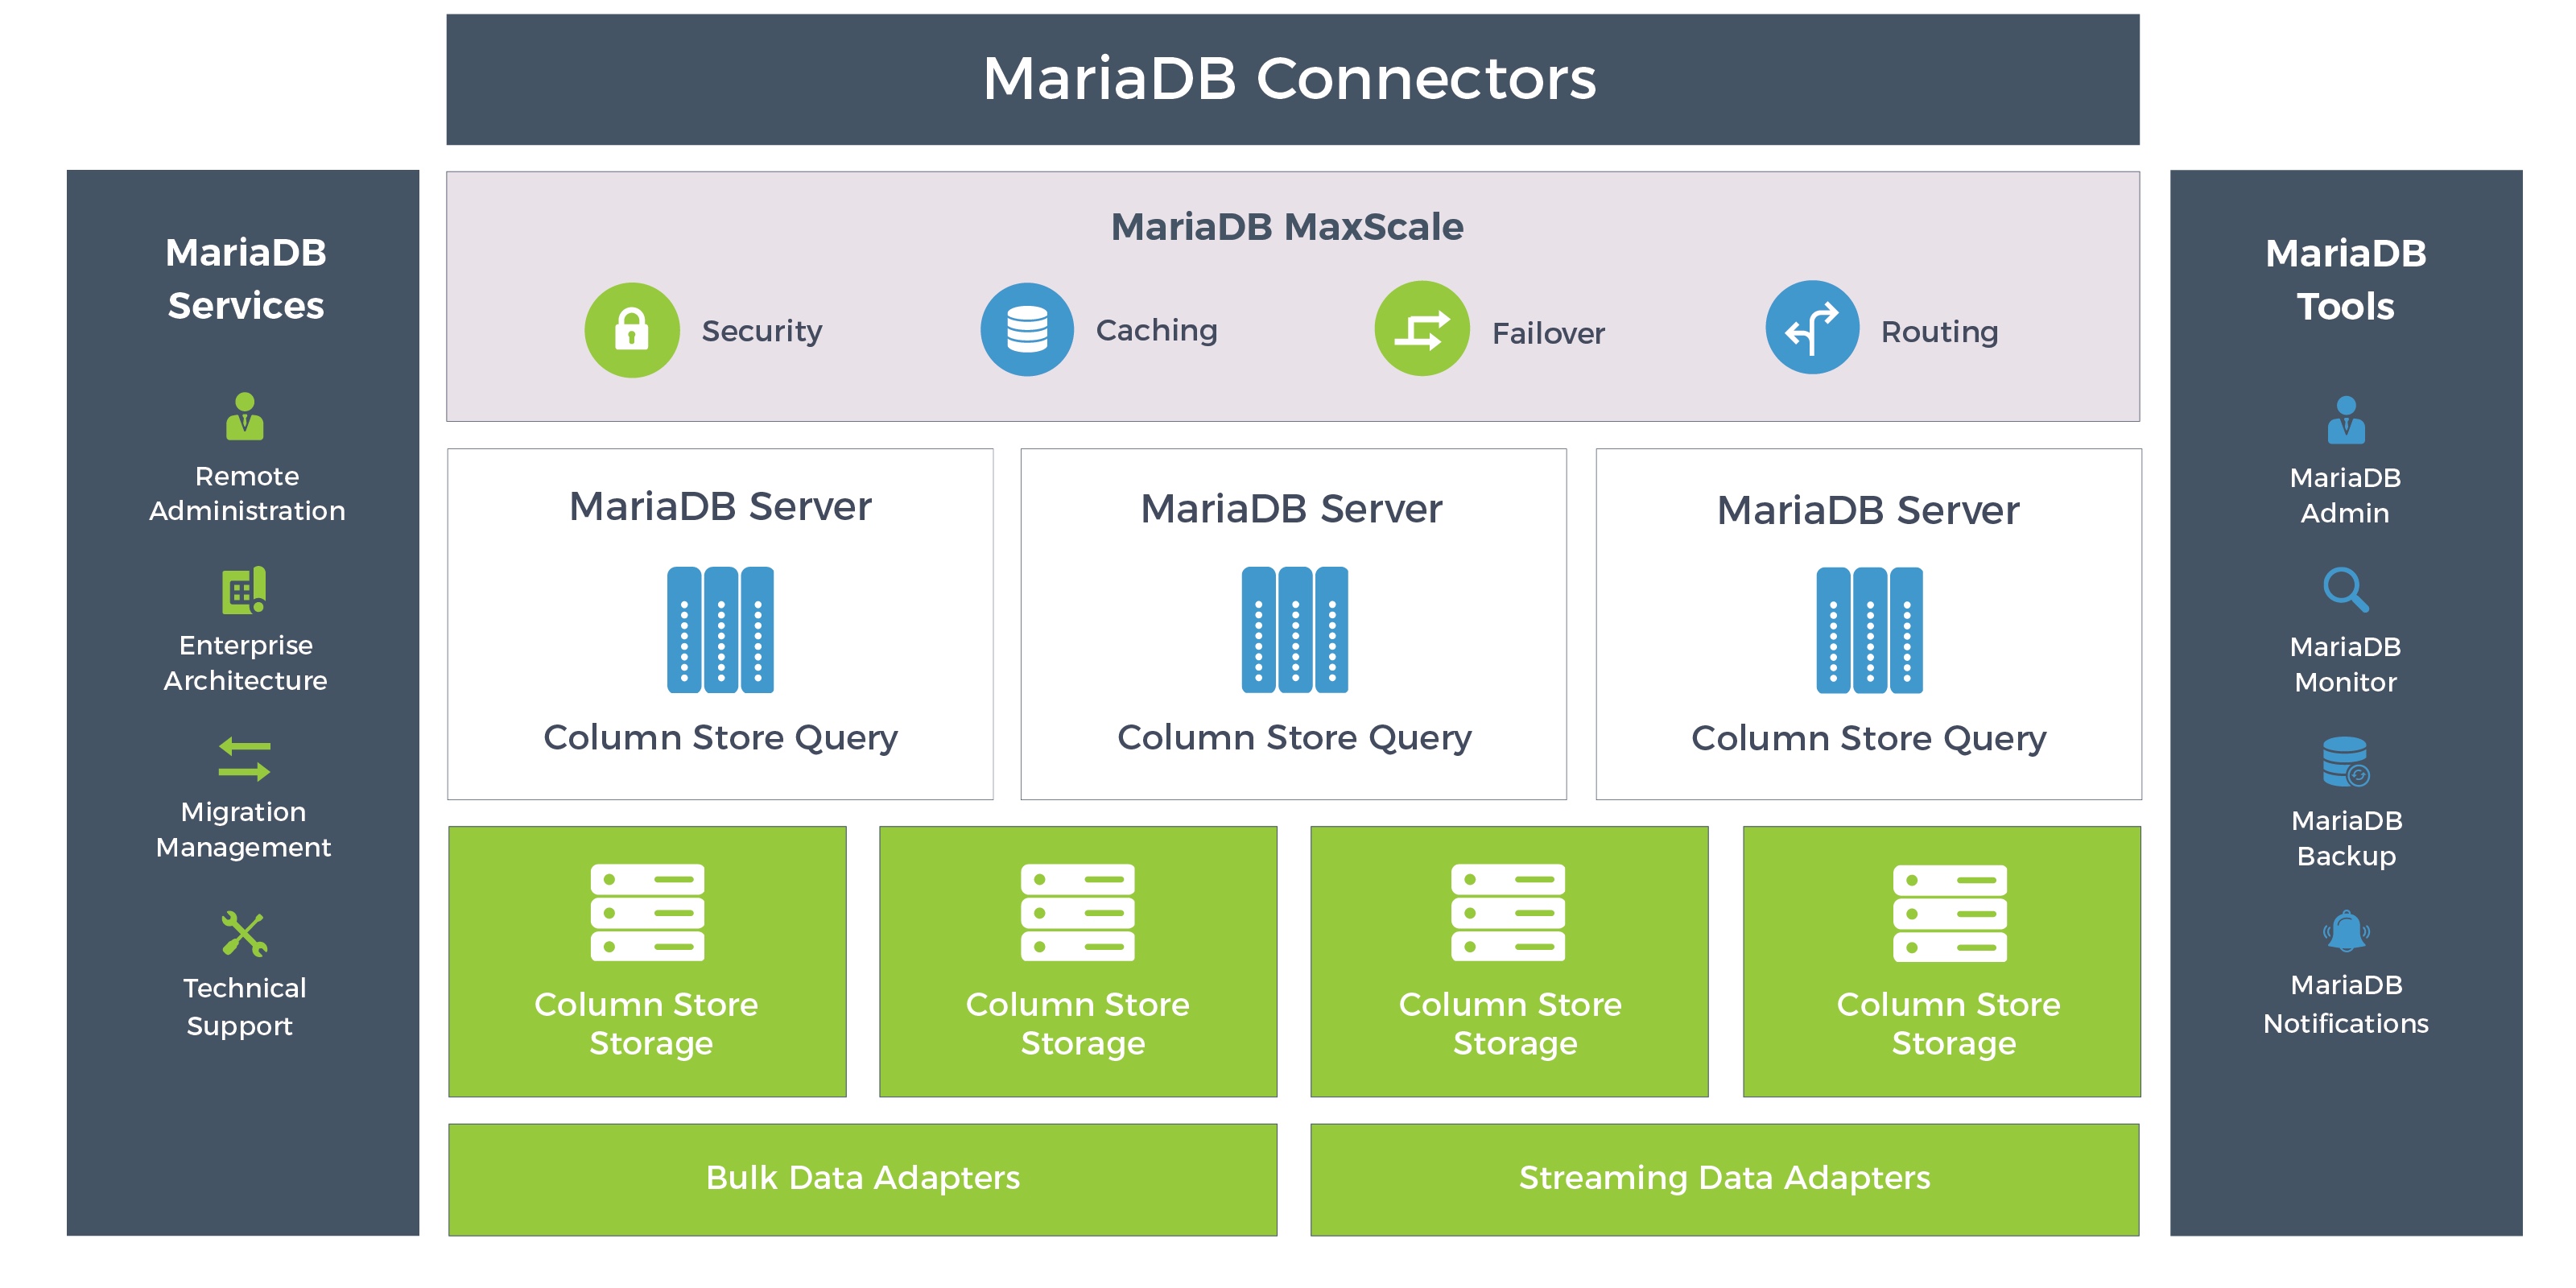 MariaDB Connectors
MariaDB
Services
Remote
Administration
Enterprise
Architecture
Migration
Management
Technical
Support
MariaDB MaxScale
Security
Caching
Failover
Routing
MariaDB Server
Column Store Query
MariaDB Server
Column Store Query
MariaDB Server
Column Store Query
Column Store
Storage
Column Store
Storage
Column Store
Storage
Column Store
Storage
Bulk Data Adapters
Streaming Data Adapters
MariaDB
Tools
MariaDB
Admin
MariaDB
Monitor
MariaDB
Backup
MariaDB
Notifications